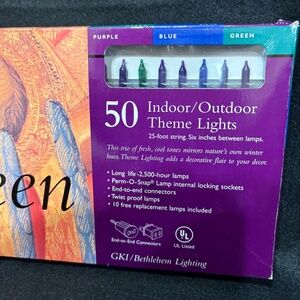 PURPLE BLUE GREEN
50 Indoor/Outdoor
Theme Lights
25-foot string. Six inches between lamps.
This trio of fresh, cool tones mirrors nature's own winter
hues. Theme Lighting adds a decorative flair to your decor.
• Long life -2,500-hour lamps
• Perm-O-Snap® Lamp internal locking sockets
• End-to-end connectors
• Twist proof lamps
• 10 free replacement lamps included
een
UL
End-to-End Connectors UL Listed
GKI/Bethlehem Lighting